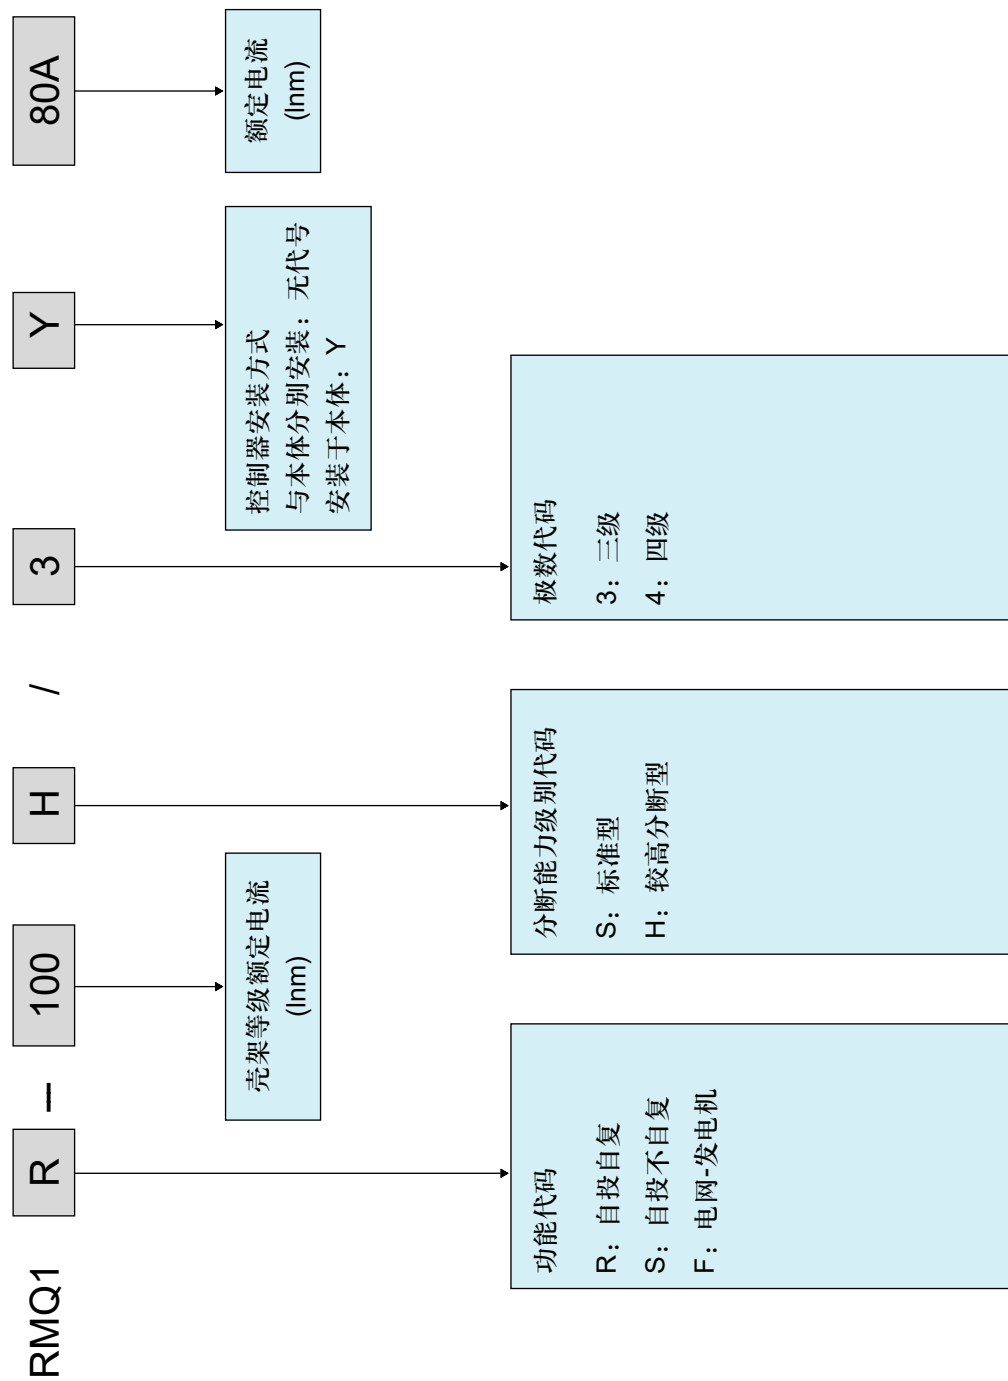 RMQ1 R – 100 H / 3 Y 80A
壳架等级额定电流
(Inm)
控制器安装方式
与本体分别安装：无代号
安装于本体：Y
额定电流
(Inm)
功能代码
R：自投自复
S：自投不自复
F：电网-发电机
分断能力级别代码
S：标准型
H：较高分断型
极数代码
3：三级
4：四级